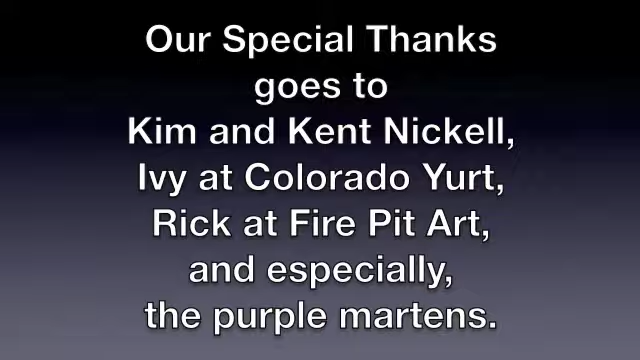 Our Special Thanks
goes to
Kim and Kent Nickell,
Ivy at Colorado Yurt,
Rick at Fire Pit Art,
and especially,
the purple martens.